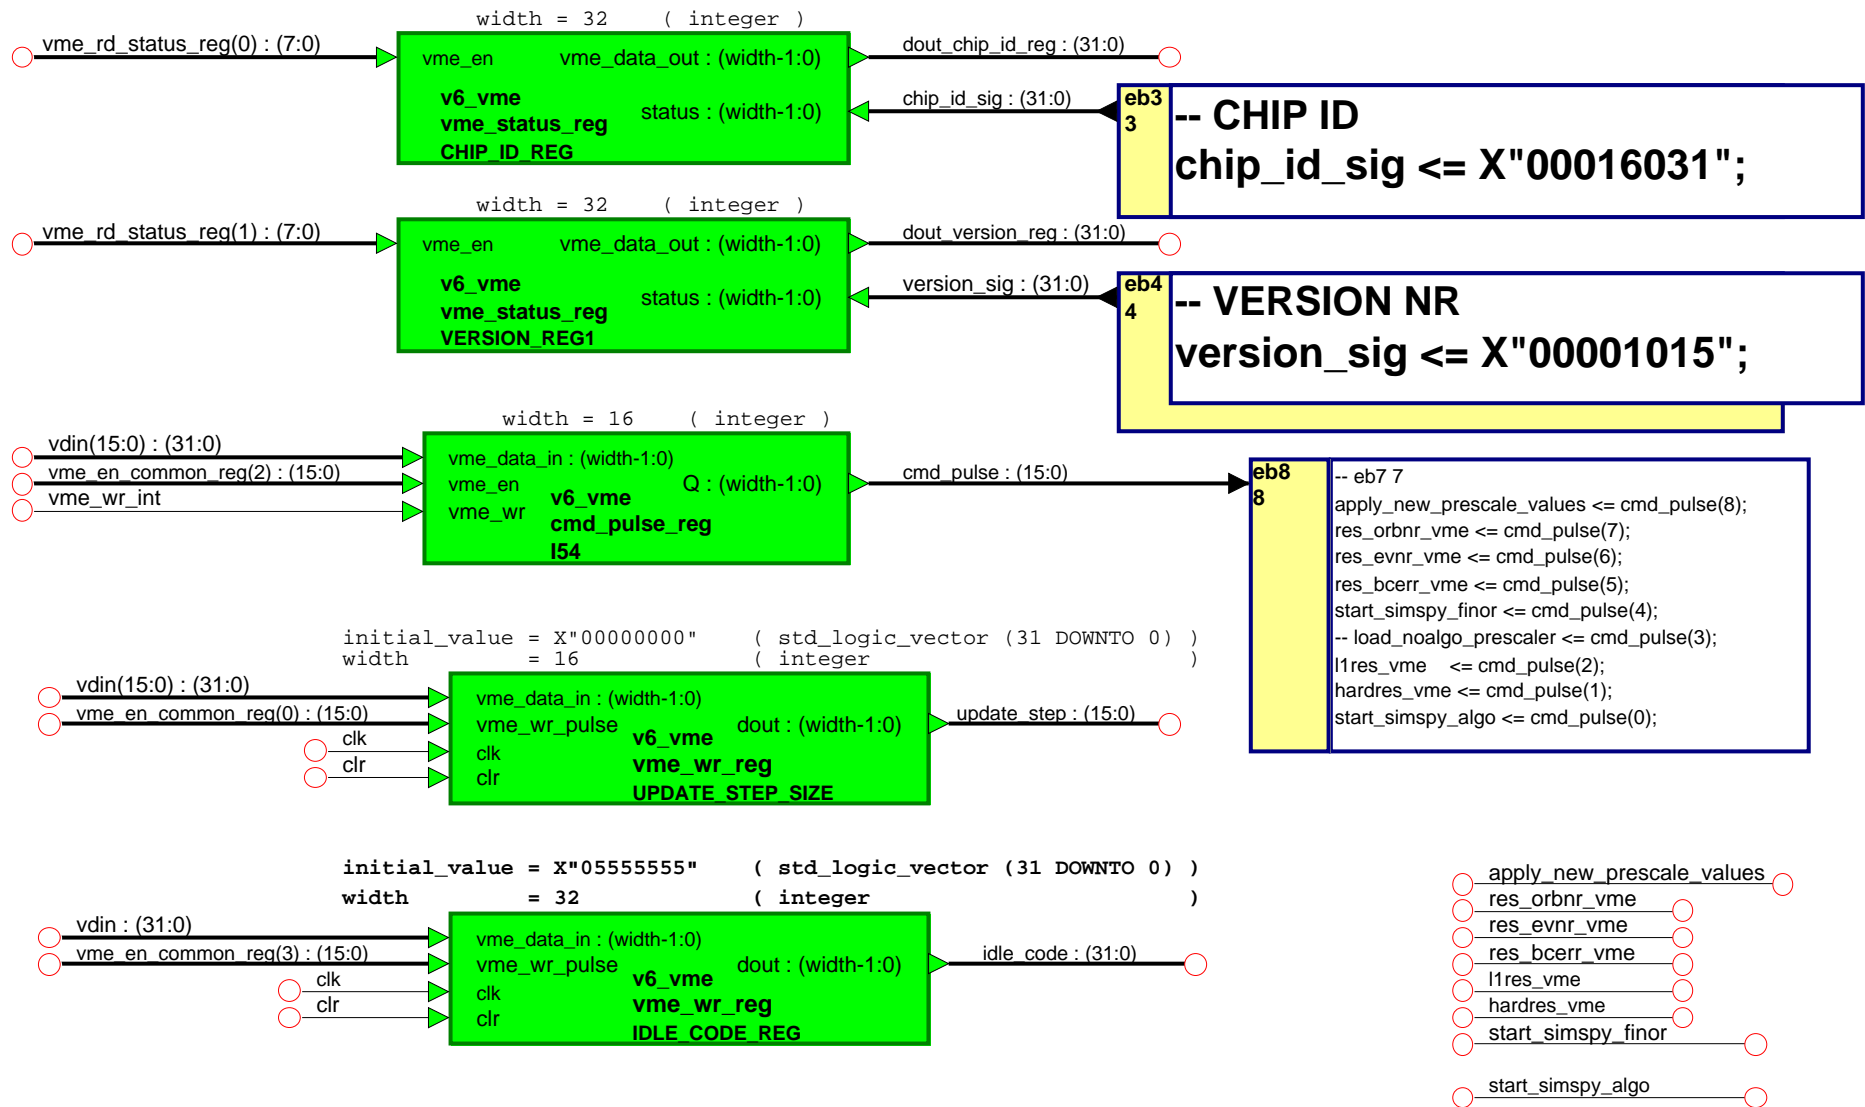 width = 32    ( integer )
vme_rd_status_reg(0) : (7:0)
vme_en
vme_data_out : (width-1:0)
dout_chip_id_reg : (31:0)
v6_vme
vme_status_reg
CHIP_ID_REG
status : (width-1:0)
chip_id_sig : (31:0)
eb3
3
-- CHIP ID
chip_id_sig <= X"00016031";
width = 32    ( integer )
vme_rd_status_reg(1) : (7:0)
vme_en
vme_data_out : (width-1:0)
dout_version_reg : (31:0)
v6_vme
vme_status_reg
VERSION_REG1
status : (width-1:0)
version_sig : (31:0)
eb4
4
-- VERSION NR
version_sig <= X"00001015";
width = 16    ( integer )
vdin(15:0) : (31:0)
vme_en_common_reg(2) : (15:0)
vme_wr_int
vme_data_in : (width-1:0)
vme_en
vme_wr
Q : (width-1:0)
v6_vme
cmd_pulse_reg
I54
cmd_pulse : (15:0)
eb8
8
-- eb7 7
apply_new_prescale_values <= cmd_pulse(8);
res_orbnr_vme <= cmd_pulse(7);
res_evnr_vme <= cmd_pulse(6);
res_bcerr_vme <= cmd_pulse(5);
start_simspy_finor <= cmd_pulse(4);
-- load_noalgo_prescaler <= cmd_pulse(3);
l1res_vme    <= cmd_pulse(2);
hardres_vme <= cmd_pulse(1);
start_simspy_algo <= cmd_pulse(0);
initial_value = X"00000000"    ( std_logic_vector (31 DOWNTO 0) )
width         = 16             ( integer                        )
vdin(15:0) : (31:0)
vme_en_common_reg(0) : (15:0)
clk
clr
vme_data_in : (width-1:0)
vme_wr_pulse
clk
clr
dout : (width-1:0)
v6_vme
vme_wr_reg
UPDATE_STEP_SIZE
update_step : (15:0)
initial_value = X"05555555"    ( std_logic_vector (31 DOWNTO 0) )
width         = 32             ( integer                        )
vdin : (31:0)
vme_en_common_reg(3) : (15:0)
clk
clr
vme_data_in : (width-1:0)
vme_wr_pulse
clk
clr
dout : (width-1:0)
v6_vme
vme_wr_reg
IDLE_CODE_REG
idle_code : (31:0)
apply_new_prescale_values
res_orbnr_vme
res_evnr_vme
res_bcerr_vme
l1res_vme
hardres_vme
start_simspy_finor
start_simspy_algo